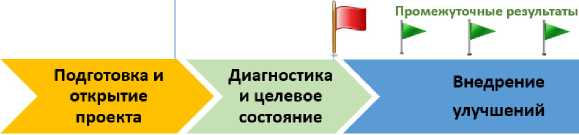 Промежуточные результаты
Подготовка и
открытие
проекта
Диагностика
и целевое
состояние
Внедрение
улучшений